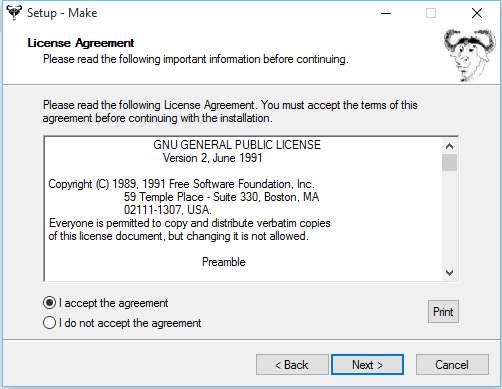 Setup - Make
License Agreement
Please read the following important information before continuing.
Please read the following License Agreement. You must accept the terms of this
agreement before continuing with the installation.
GNU GENERAL PUBLIC LICENSE
Version 2, June 1991
Copyright (C) 1989, 1991 Free Software Foundation, Inc.
59 Temple Place - Suite 330, Boston, MA
02111-1307, USA.
Everyone is permitted to copy and distribute verbatim copies
of this license document, but changing it is not allowed.
Preamble
I accept the agreement
Print
I do not accept the agreement
< Back
Next >
Cancel